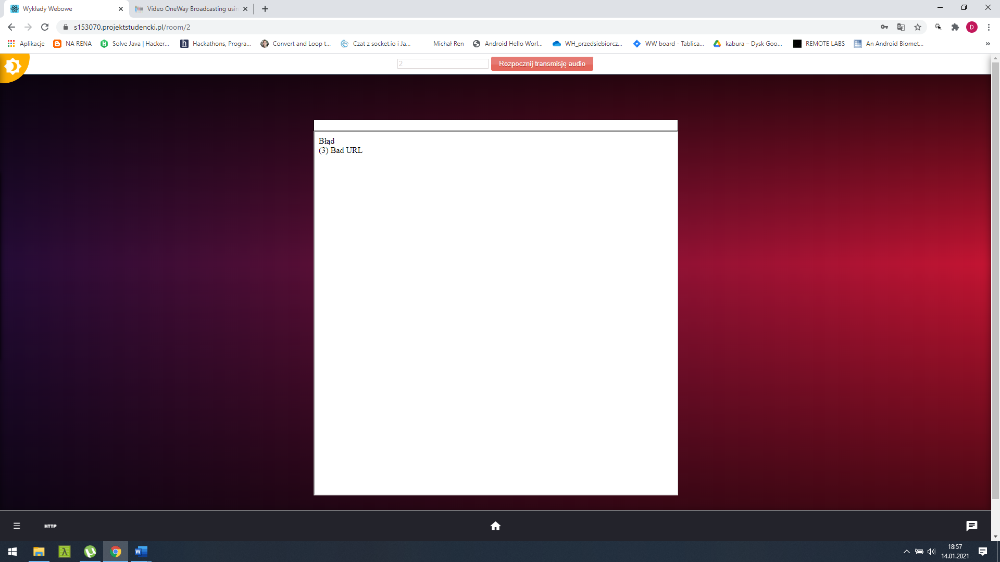 Wykłady Webowe
Video OneWay Broadcasting usin
s153070.projektstudencki.pl/room/2
D
Aplikacje
NA RENA
Solve Java | Hacker...
Hackathons, Progra...
Convert and Loop t...
Czat z socket.io i Ja...
Michał Ren
Android Hello Worl...
WH_przedsiebiorcz...
WW board - Tablica...
kabura – Dysk Goo...
REMOTE LABS
An Android Biomet...
2
Rozpocznij transmisję audio
Błąd
(3) Bad URL
HTTP
18:57
14.01.2021